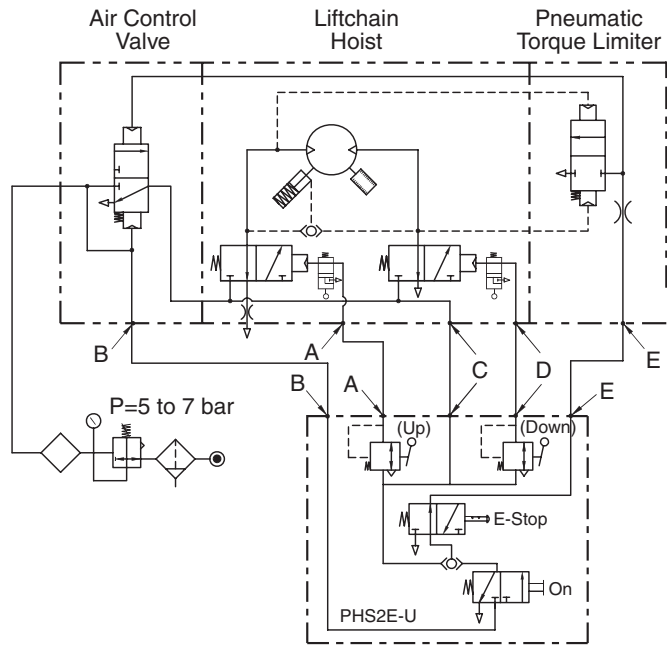 Air Control
Valve
Liftchain
Hoist
Pneumatic
Torque Limiter
B
A
C
D
E
B
A
E
P=5 to 7 bar
(Up)
(Down)
E-Stop
On
PHS2E-U